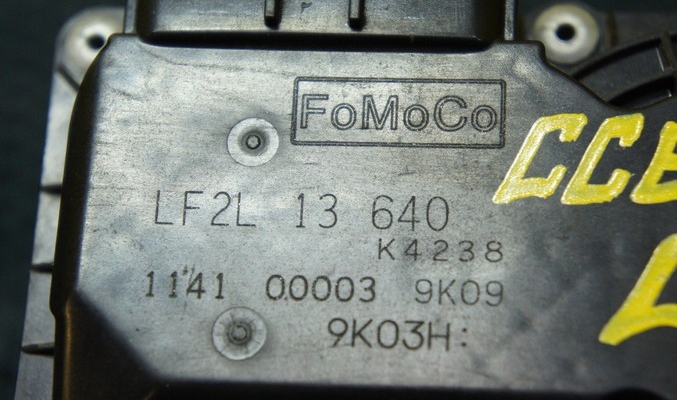 FoMoCo
LF2L 13 640
K4238
1141 00003 9K09
9K03H: